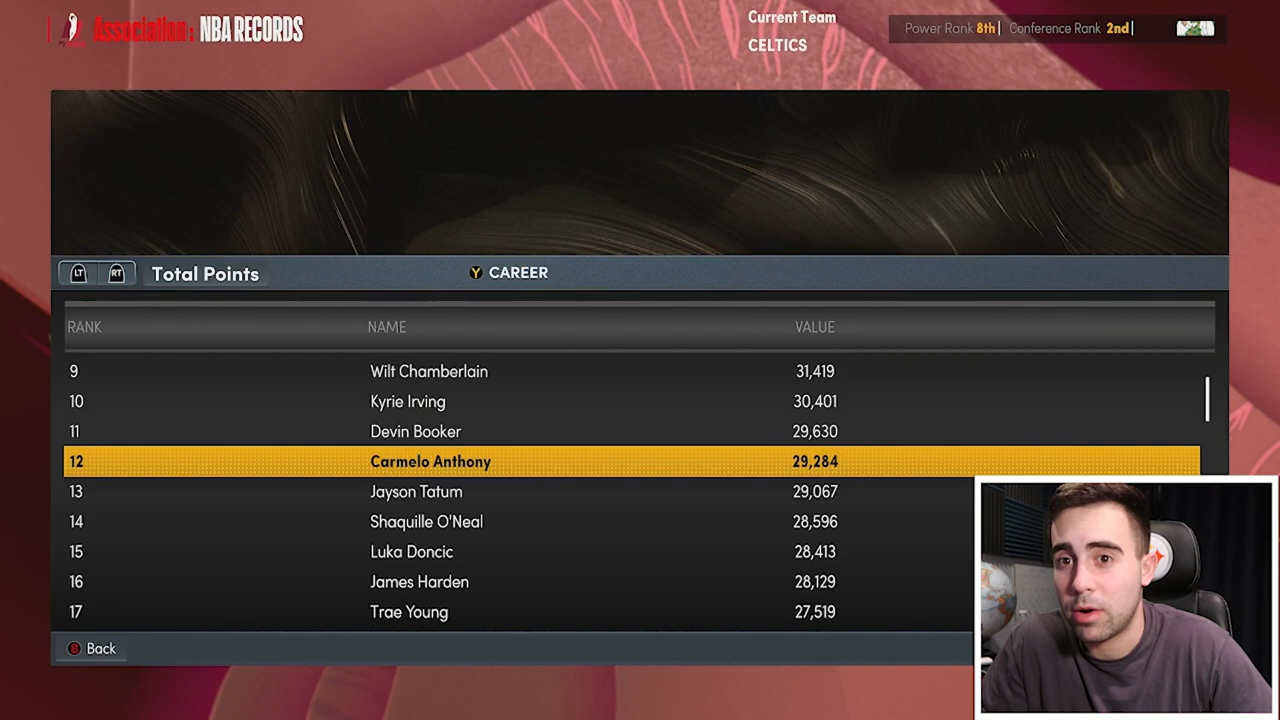 Association: NBA RECORDS
Current Team
CELTICS
Power Rank 8th| Conference Rank 2nd|
LT RT Total Points Y CAREER
RANK NAME VALUE
9 Wilt Chamberlain 31,419
10 Kyrie Irving 30,401
11 Devin Booker 29,630
12 Carmelo Anthony 29,284
13 Jayson Tatum 29,067
14 Shaquille O'Neal 28,596
15 Luka Doncic 28,413
16 James Harden 28,129
17 Trae Young 27,519
B Back